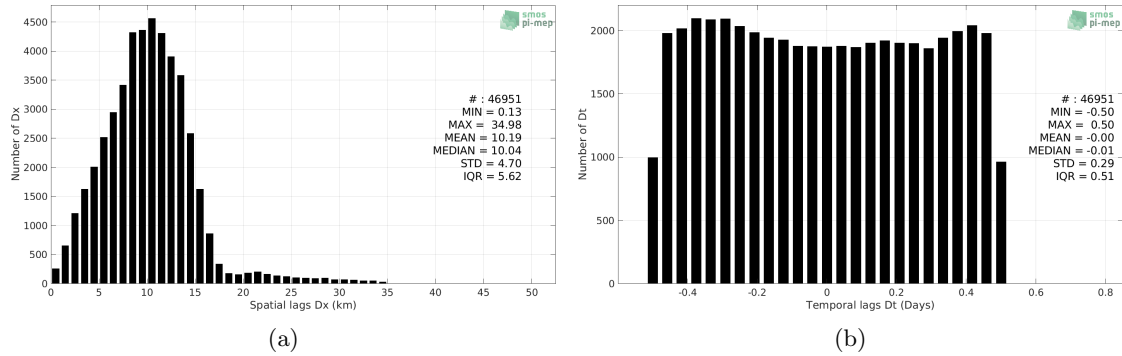 smos
pi-mep
Number of Dx
4500
4000
3500
3000
2500
2000
1500
1000
500
0
# : 46951
MIN = 0.13
MAX = 34.98
MEAN = 10.19
MEDIAN = 10.04
STD = 4.70
IQR = 5.62
0 5 10 15 20 25 30 35 40 45 50
Spatial lags Dx (km)
(a)
smos
pi-mep
Number of Dt
2000
1500
1000
500
0
# : 46951
MIN = -0.50
MAX = 0.50
MEAN = -0.00
MEDIAN = -0.01
STD = 0.29
IQR = 0.51
-0.4 -0.2 0 0.2 0.4 0.6 0.8
Temporal lags Dt (Days)
(b)